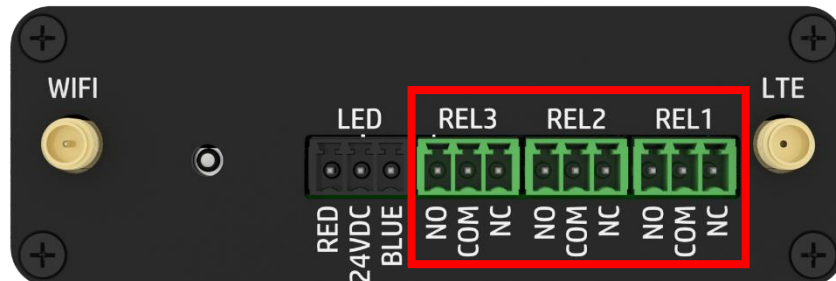 WIFI
LTE
LED REL3 REL2 REL1
RED 24VDC BLUE NO COM NC NO COM NC NO COM NC